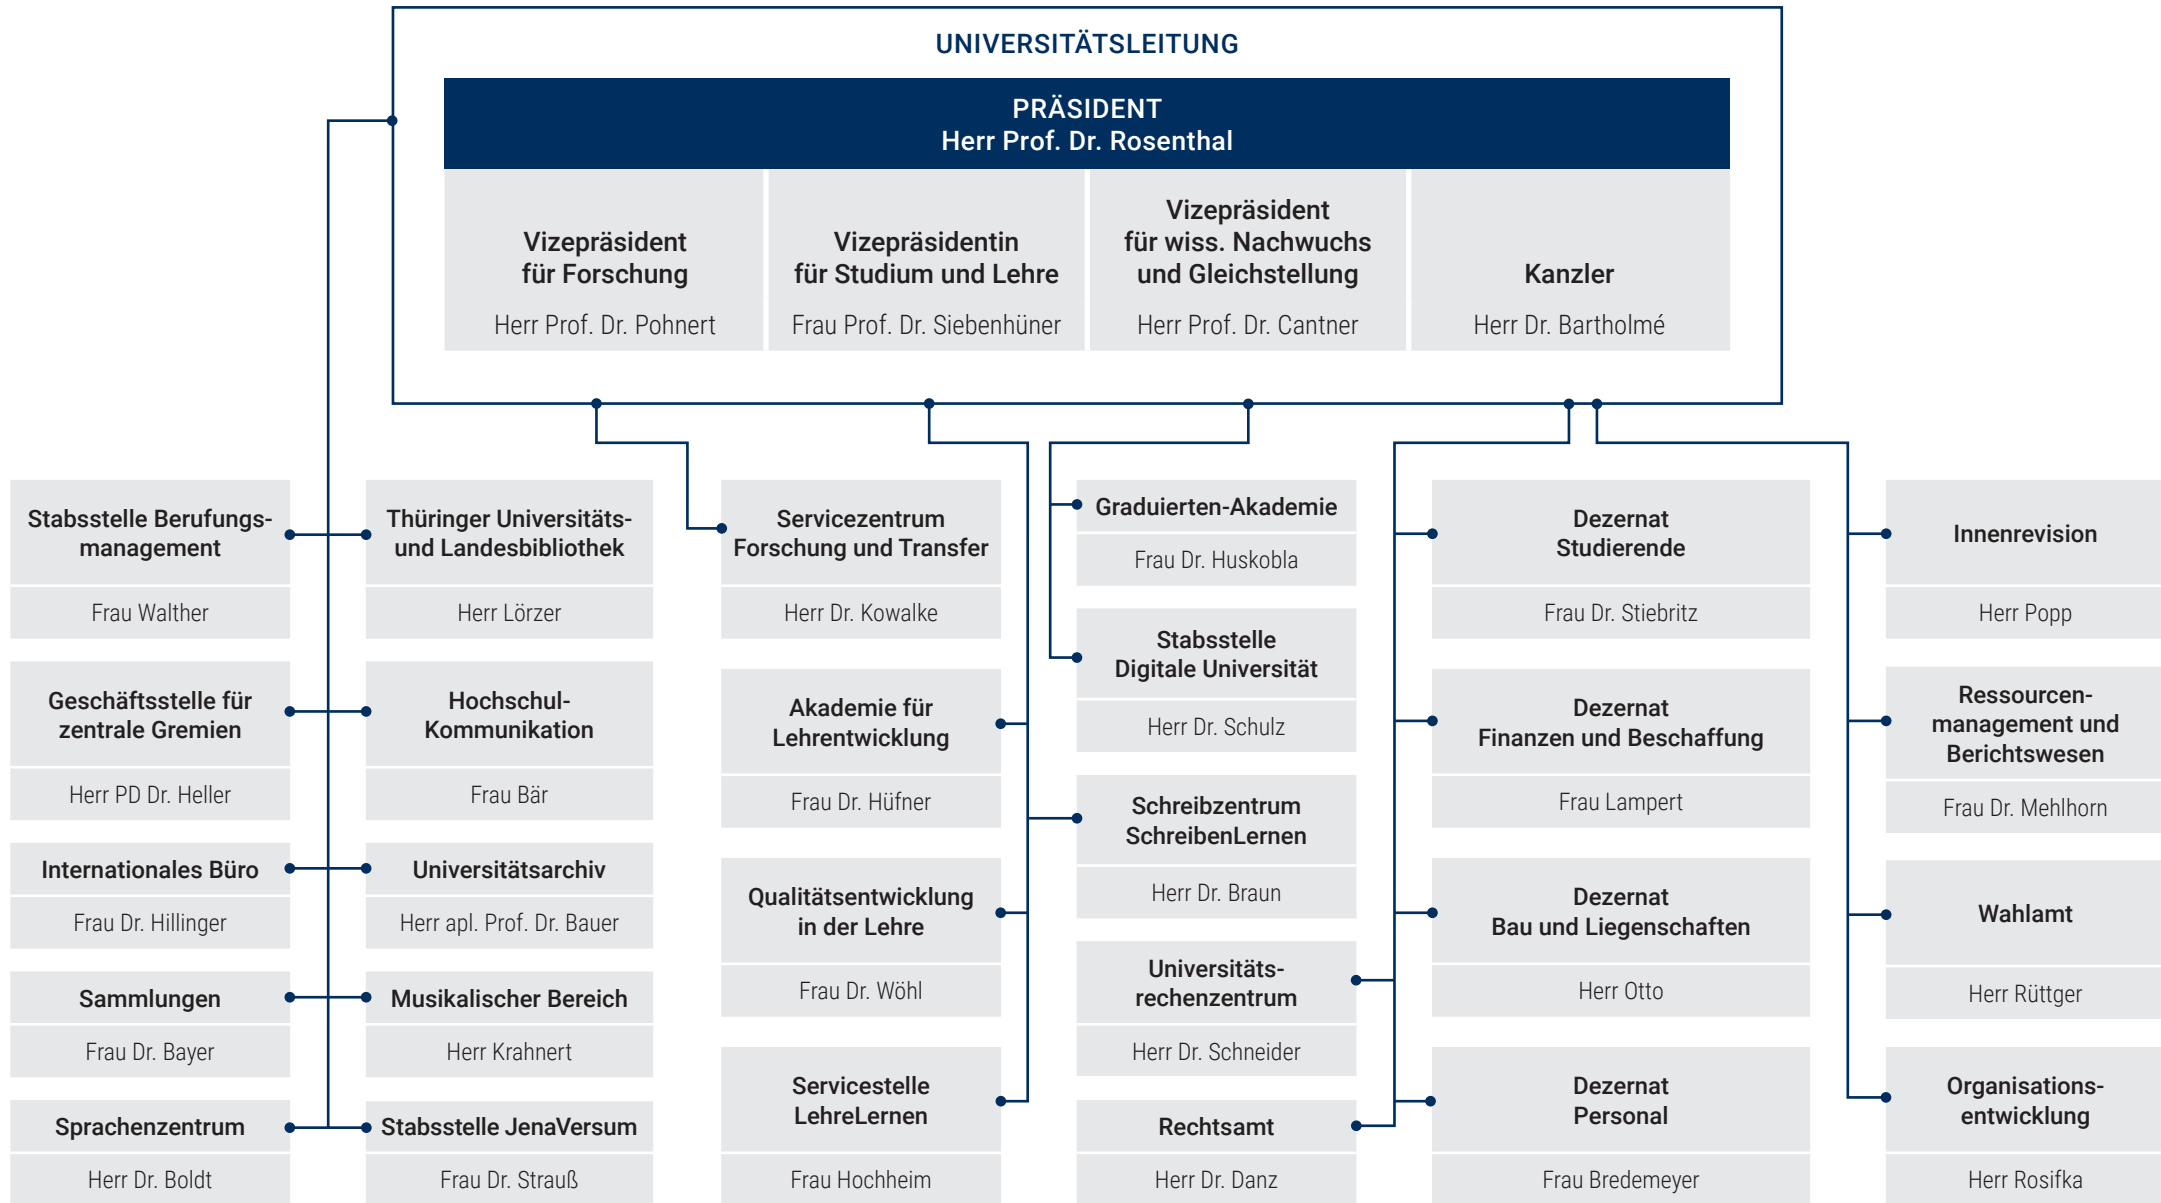 UNIVERSITÄTSLEITUNG
PRÄSIDENT
Herr Prof. Dr. Rosenthal
Vizepräsident
für Forschung
Herr Prof. Dr. Pohnert
Vizepräsidentin
für Studium und Lehre
Frau Prof. Dr. Siebenhüner
Vizepräsident
für wiss. Nachwuchs
und Gleichstellung
Herr Prof. Dr. Cantner
Kanzler
Herr Dr. Bartholmé
Stabsstelle Berufungs-
management
Frau Walther
Geschäftsstelle für
zentrale Gremien
Herr PD Dr. Heller
Internationales Büro
Frau Dr. Hillinger
Sammlungen
Frau Dr. Bayer
Sprachenzentrum
Herr Dr. Boldt
Thüringer Universitäts-
und Landesbibliothek
Herr Lörzer
Hochschul-
Kommunikation
Frau Bär
Universitätsarchiv
Herr apl. Prof. Dr. Bauer
Musikalischer Bereich
Herr Krahnert
Stabsstelle JenaVersum
Frau Dr. Strauß
Servicezentrum
Forschung und Transfer
Herr Dr. Kowalke
Akademie für
Lehrentwicklung
Frau Dr. Hüfner
Qualitätsentwicklung
in der Lehre
Frau Dr. Wöhl
Servicestelle
LehreLernen
Frau Hochheim
Graduierten-Akademie
Frau Dr. Huskobla
Stabsstelle
Digitale Universität
Herr Dr. Schulz
Schreibzentrum
SchreibenLernen
Herr Dr. Braun
Universitäts-
rechenzentrum
Herr Dr. Schneider
Rechtsamt
Herr Dr. Danz
Dezernat
Studierende
Frau Dr. Stiebritz
Dezernat
Finanzen und Beschaffung
Frau Lampert
Dezernat
Bau und Liegenschaften
Herr Otto
Dezernat
Personal
Frau Bredemeyer
Innenrevision
Herr Popp
Ressourcen-
management und
Berichtswesen
Frau Dr. Mehlhorn
Wahlamt
Herr Rüttger
Organisations-
entwicklung
Herr Rosifka